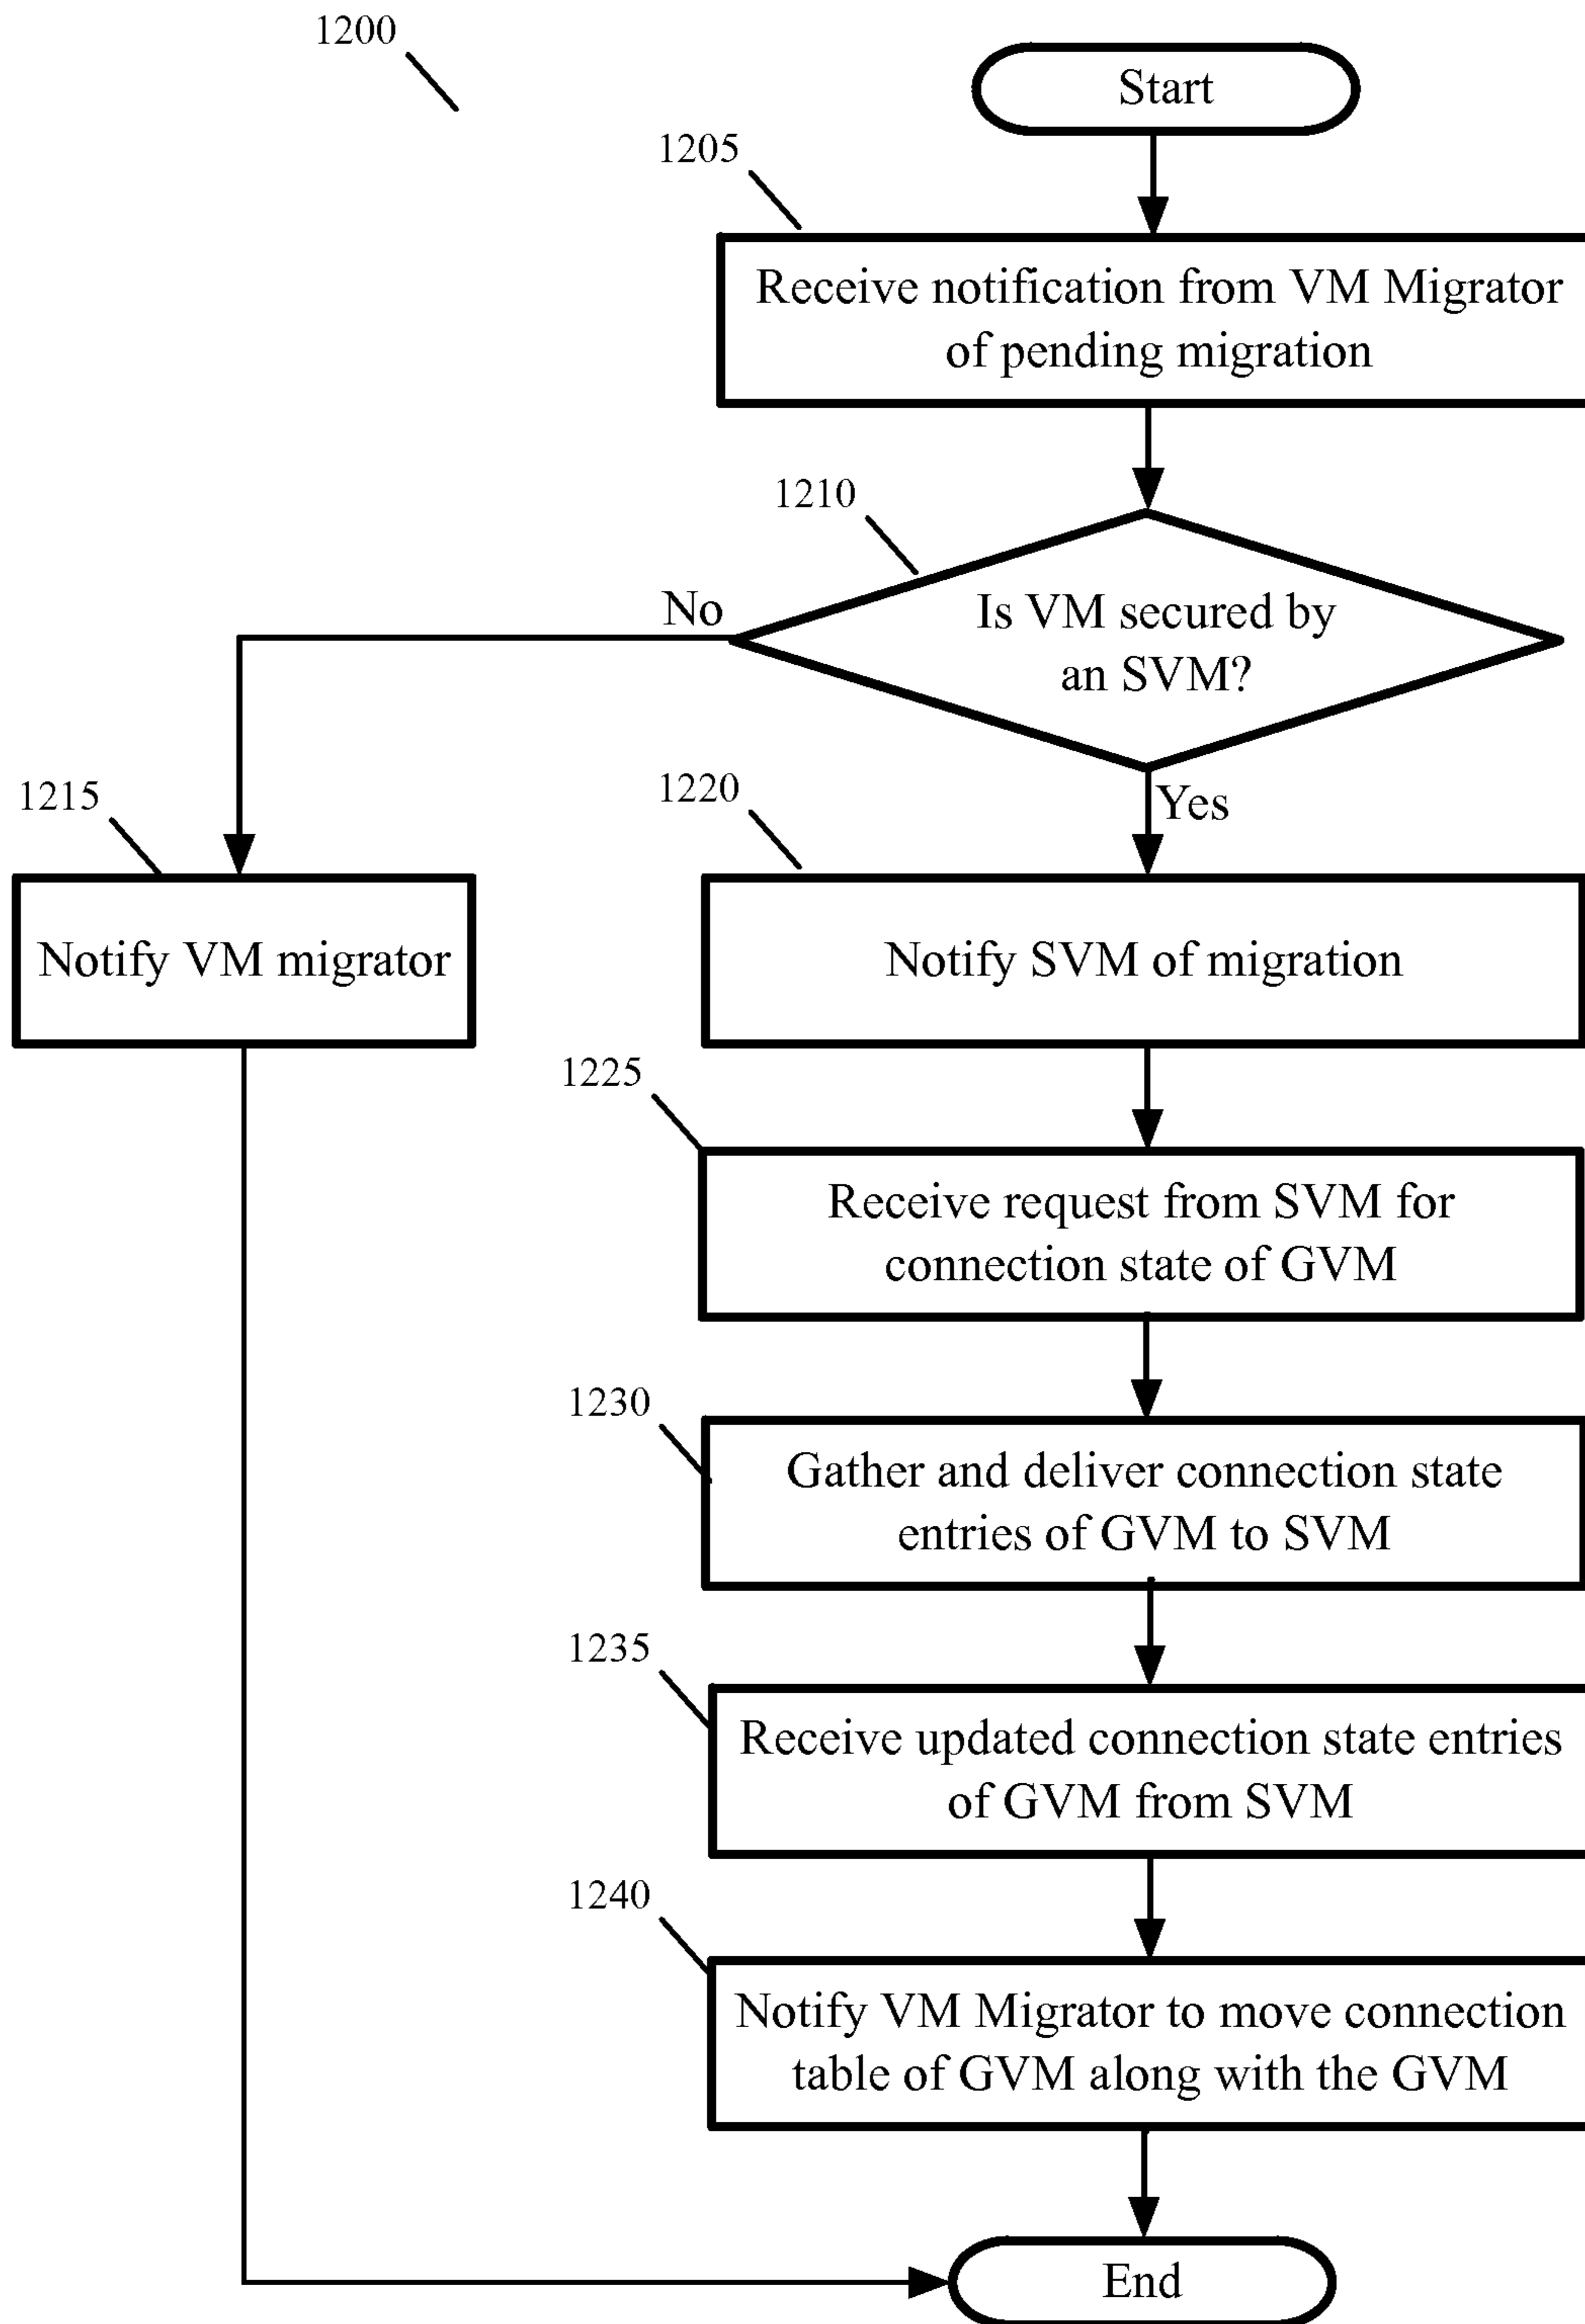 1200
Start
1205
Receive notification from VM Migrator
of pending migration
1210
No
Is VM secured by
an SVM?
Yes
1215
1220
Notify VM migrator
Notify SVM of migration
1225
Receive request from SVM for
connection state of GVM
1230
Gather and deliver connection state
entries of GVM to SVM
1235
Receive updated connection state entries
of GVM from SVM
1240
Notify VM Migrator to move connection
table of GVM along with the GVM
End